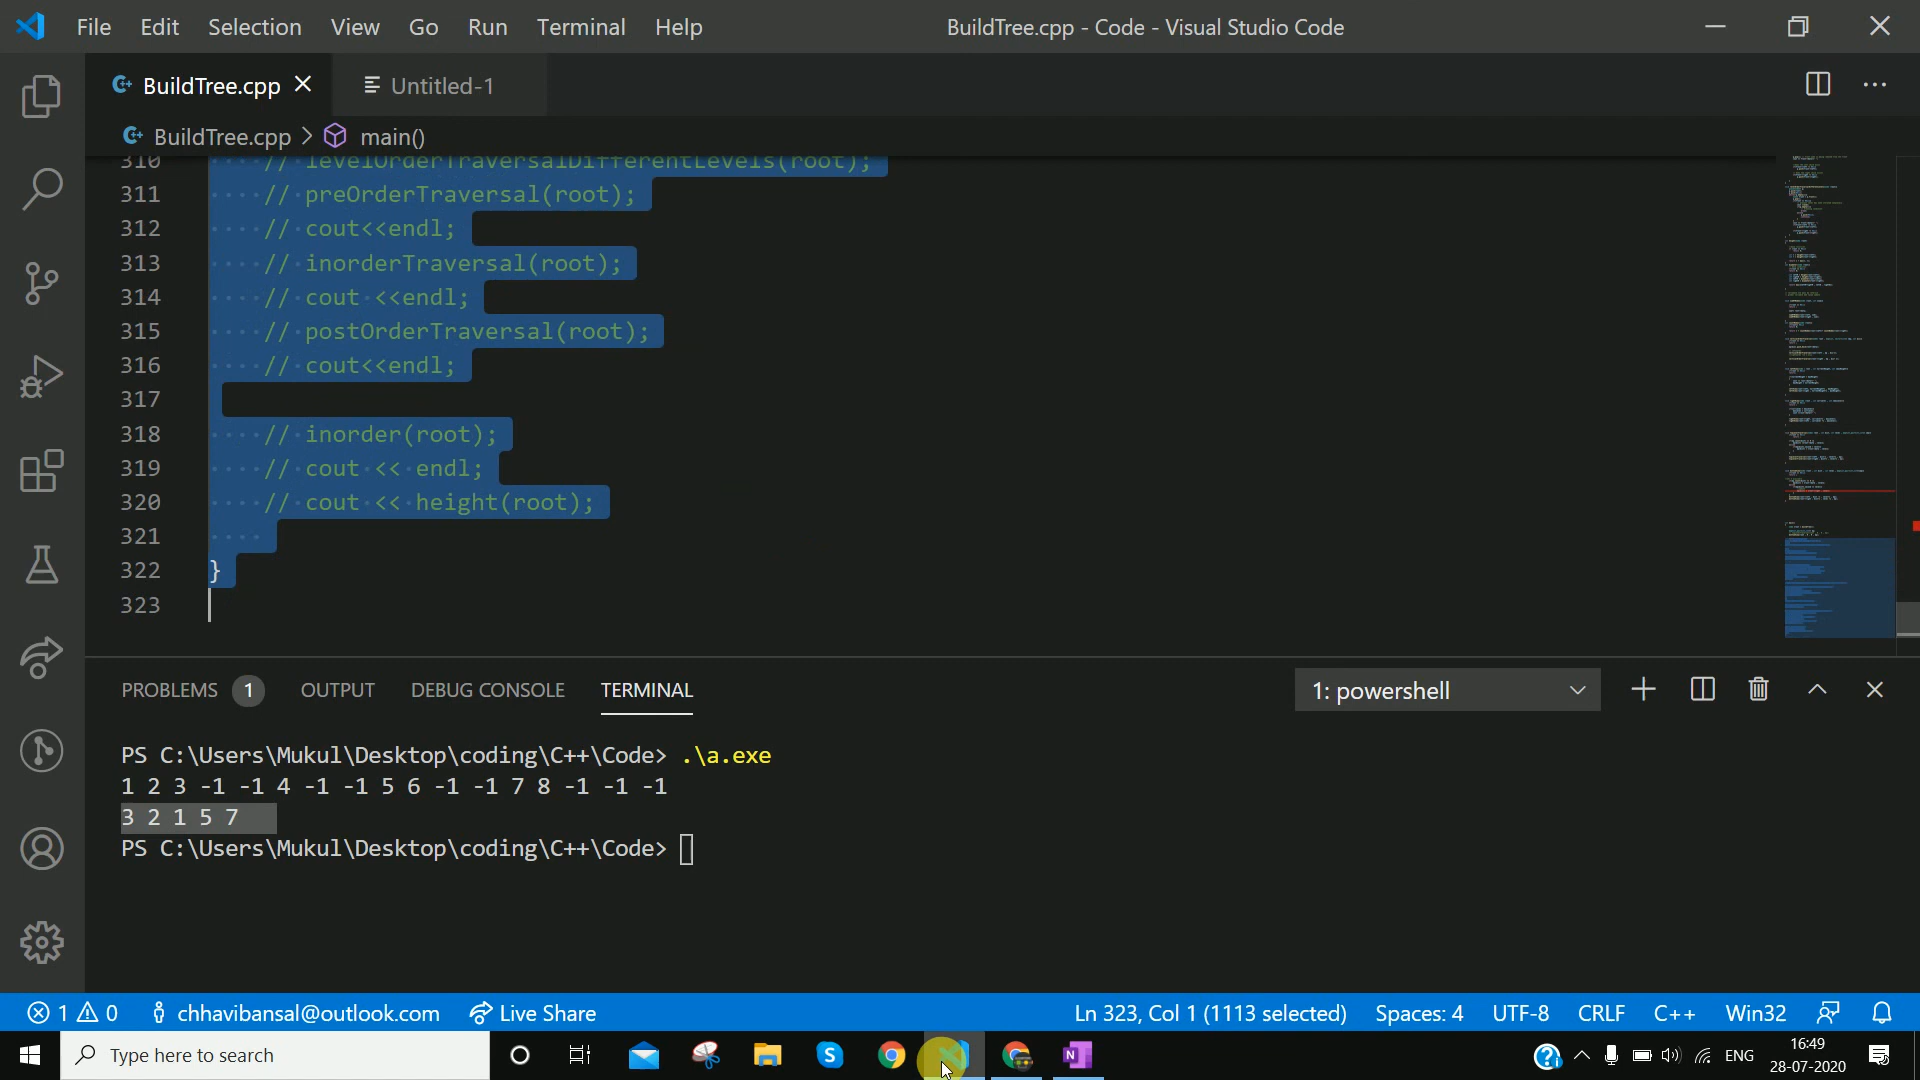 File Edit Selection View Go Run Terminal Help BuildTree.cpp - Code - Visual Studio Code
BuildTree.cpp Untitled-1
BuildTree.cpp > main()
310 // levelOrderTraversalDifferentLevels(root);
311 // preOrderTraversal(root);
312 // cout<<endl;
313 // inorderTraversal(root);
314 // cout <<endl;
315 // postOrderTraversal(root);
316 // cout<<endl;
317
318 // inorder(root);
319 // cout << endl;
320 // cout << height(root);
321
322 }
323
PROBLEMS 1 OUTPUT DEBUG CONSOLE TERMINAL 1: powershell
PS C:\Users\Mukul\Desktop\coding\C++\Code> .\a.exe
1 2 3 -1 -1 4 -1 -1 5 6 -1 -1 7 8 -1 -1 -1
3 2 1 5 7
PS C:\Users\Mukul\Desktop\coding\C++\Code>
1 0 chhavibansal@outlook.com Live Share Ln 323, Col 1 (1113 selected) Spaces: 4 UTF-8 CRLF C++ Win32
Type here to search ENG 16:49
28-07-2020